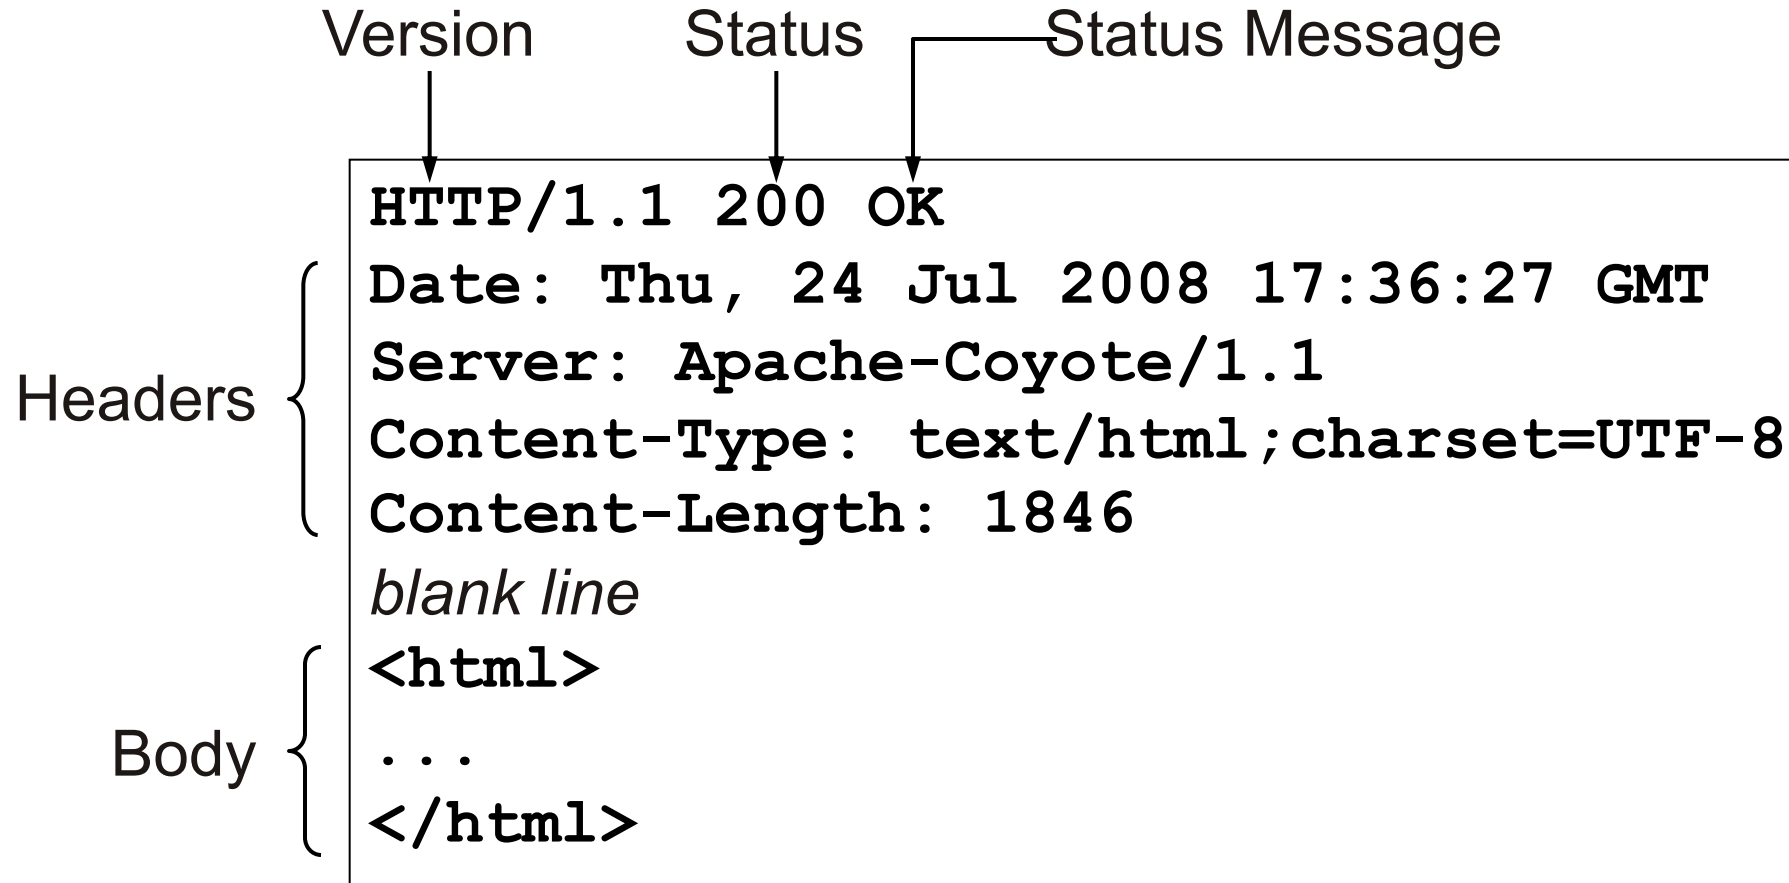 Version Status Status Message
HTTP/1.1 200 OK
Date: Thu, 24 Jul 2008 17:36:27 GMT
Server: Apache-Coyote/1.1
Headers
Content-Type: text/html;charset=UTF-8
Content-Length: 1846
blank line
<html>
Body
...
</html>